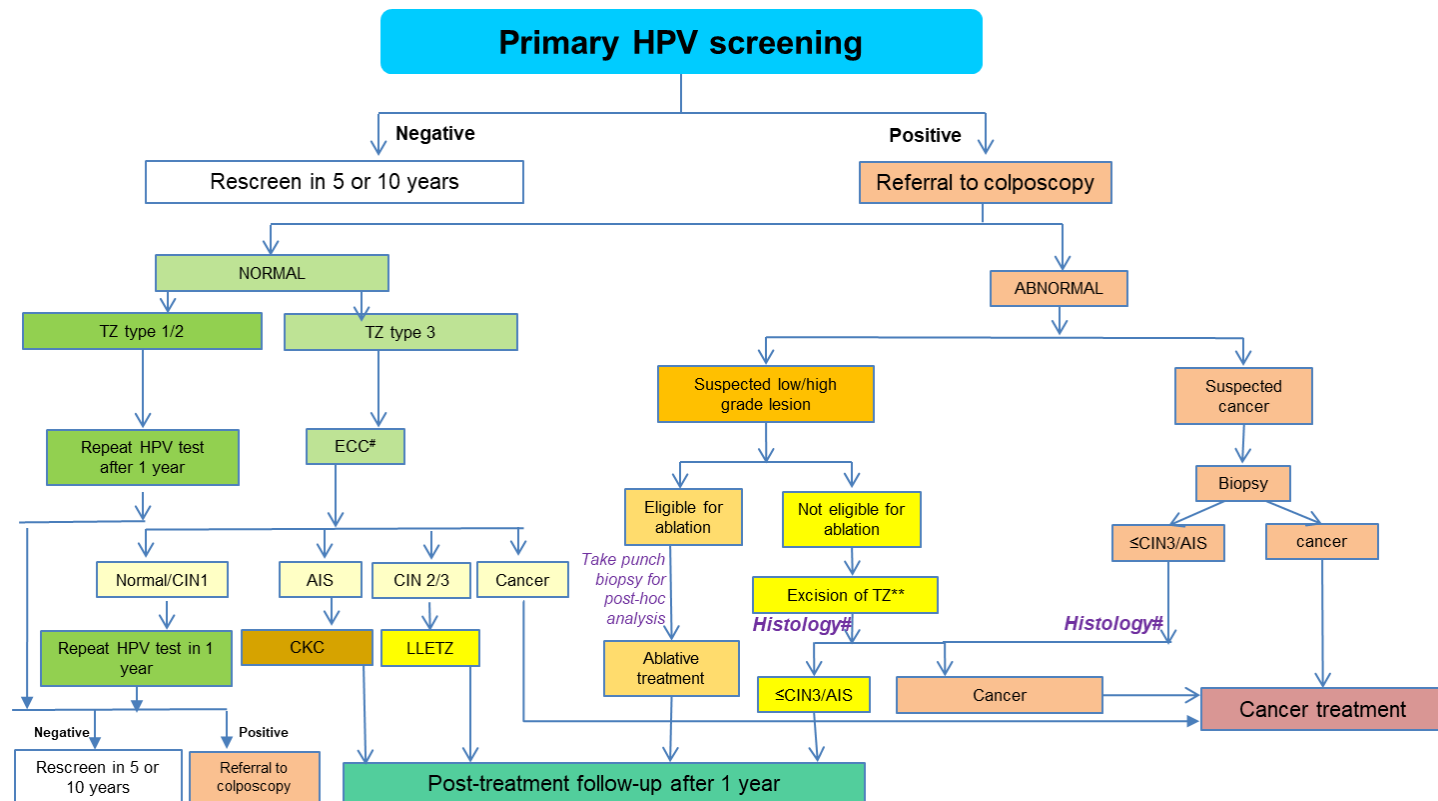 Primary HPV screening
Negative
Positive
Rescreen in 5 or 10 years
Referral to colposcopy
NORMAL
ABNORMAL
TZ type 1/2
TZ type 3
Suspected low/high
grade lesion
Suspected
cancer
Repeat HPV test
after 1 year
ECC#
Biopsy
Eligible for
ablation
Not eligible for
ablation
≤CIN3/AIS
cancer
Take punch
biopsy for
post-hoc
analysis
Normal/CIN1
AIS
CIN 2/3
Cancer
Excision of TZ**
Histology#
Histology#
Repeat HPV test in 1
year
CKC
LLETZ
Ablative
treatment
≤CIN3/AIS
Cancer
Cancer treatment
Negative
Positive
Rescreen in 5 or
10 years
Referral to
colposcopy
Post-treatment follow-up after 1 year